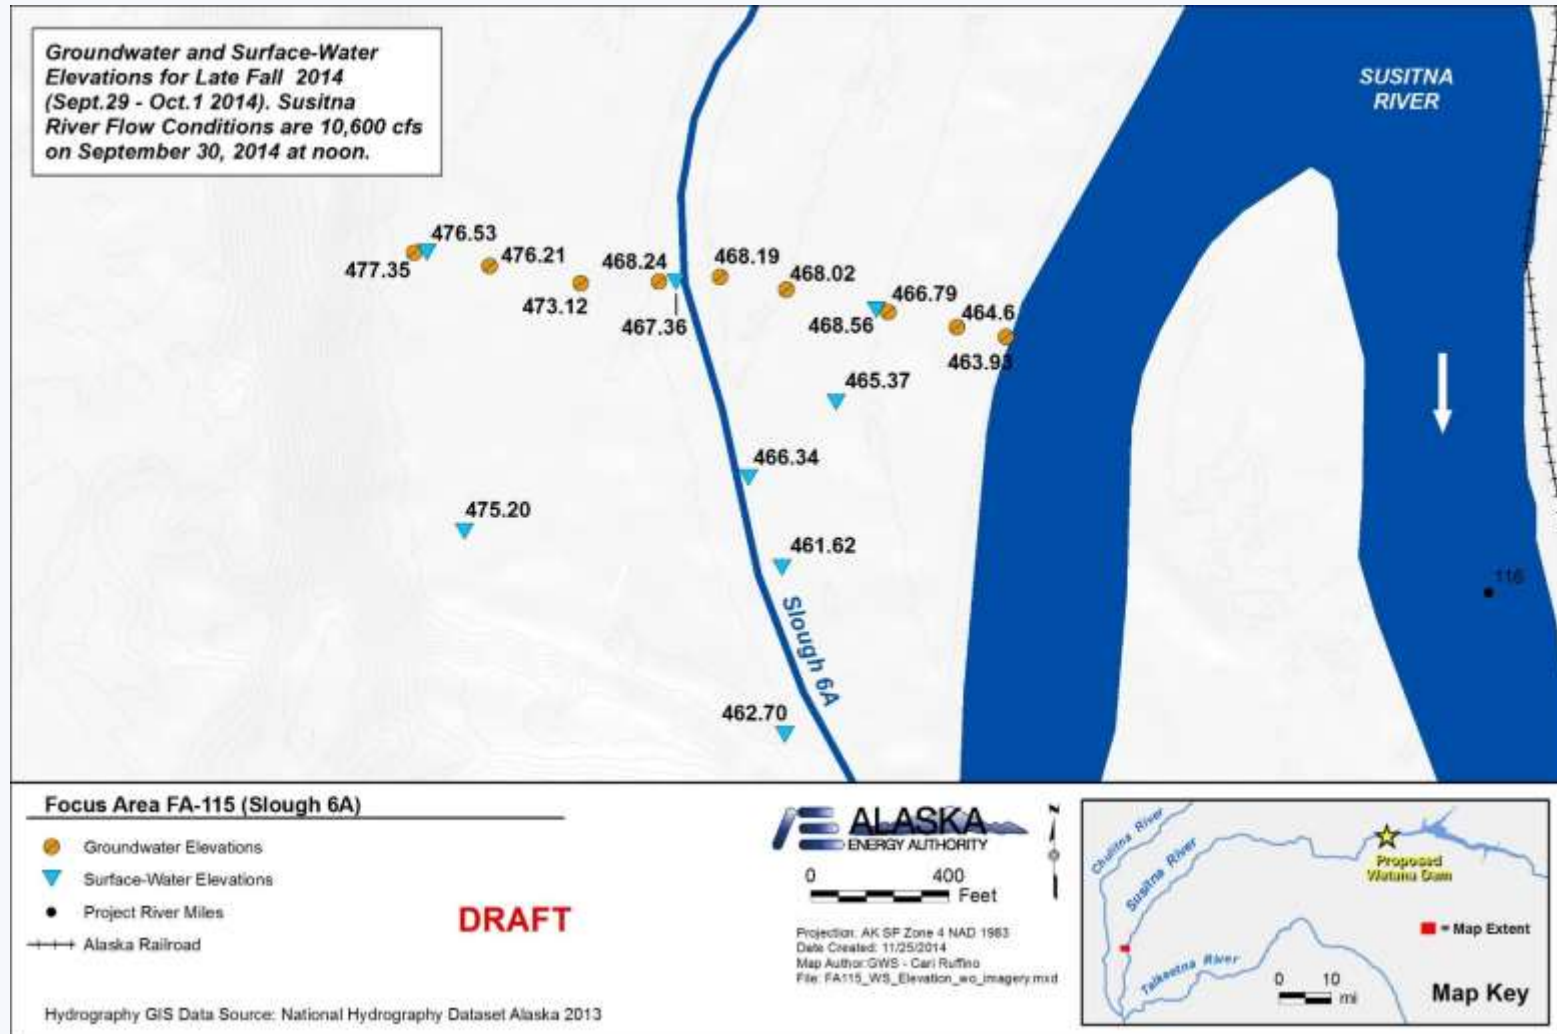 Groundwater and Surface-Water
Elevations for Late Fall 2014
(Sept.29 - Oct.1 2014). Susitna
River Flow Conditions are 10,600 cfs
on September 30, 2014 at noon.
SUSITNA
RIVER
476.53
477.35
476.21
473.12
468.24
467.36
468.19
468.02
466.79
468.56
464.6
463.93
465.37
466.34
475.20
461.62
116
Slough 6A
462.70
Focus Area FA-115 (Slough 6A)
Groundwater Elevations
Surface-Water Elevations
Project River Miles
Alaska Railroad
DRAFT
Hydrography GIS Data Source: National Hydrography Dataset Alaska 2013
ALASKA
ENERGY AUTHORITY
N
0 400
Feet
Projection: AK SP Zone 4 NAD 1983
Date Created: 11/25/2014
Map Author:GWS - Cari Ruffino
File: FA115_WS_Elevation_wo_imagery.mxd
Chulitna River
Susitna River
Proposed
Watana Dam
= Map Extent
Talkeetna River
0 10
mi
Map Key